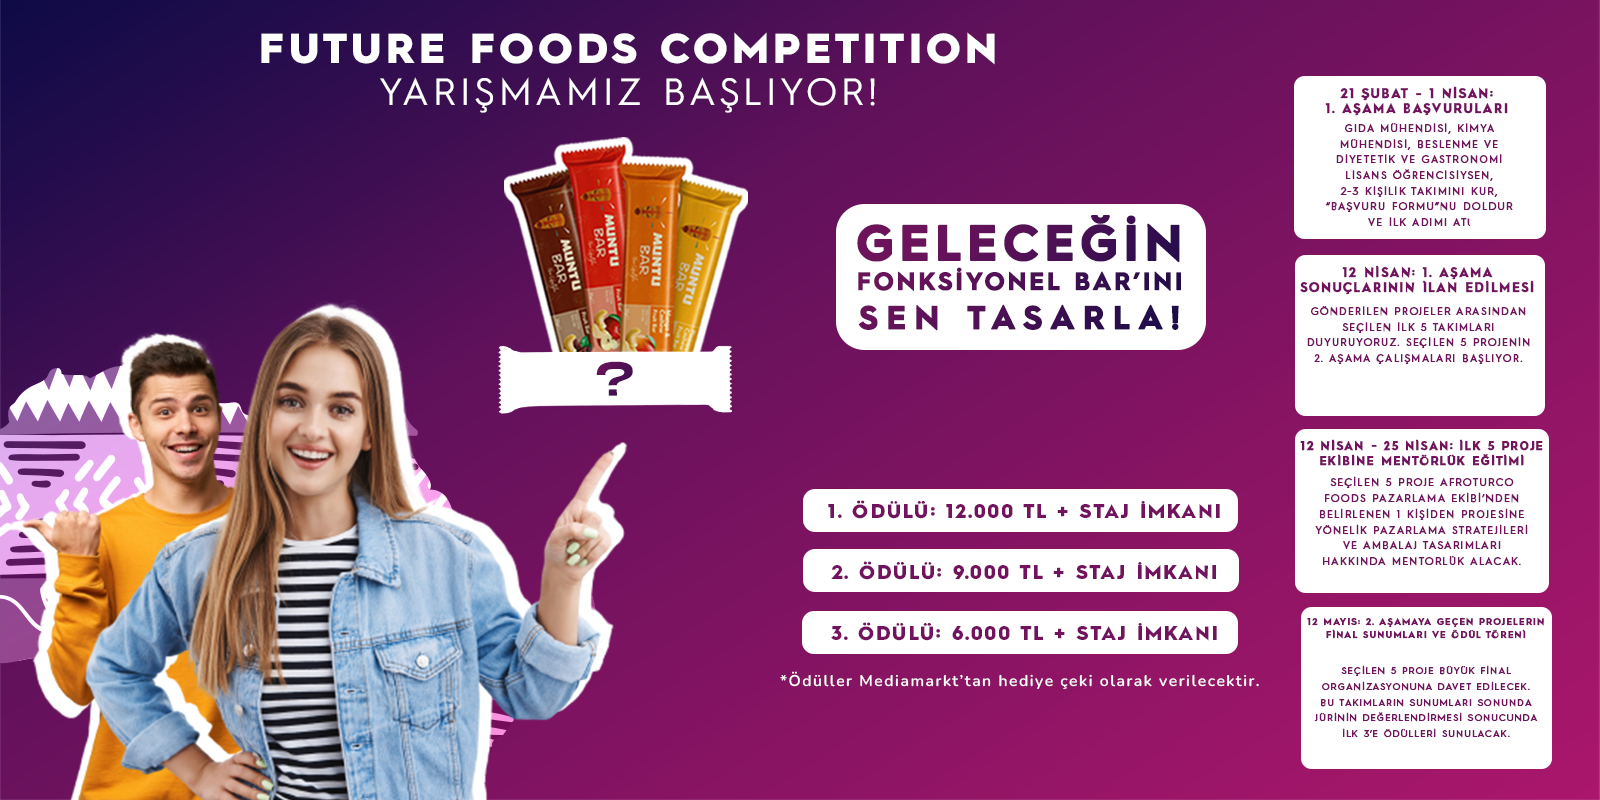 FUTURE FOODS COMPETITION
YARIŞMAMIZ BAŞLIYOR!
MUNTU
BAR
MUNTU
BAR
MUNTU
BAR
MUNTU
BAR
?
GELECEĞİN
FONKSİYONEL BAR'INI
SEN TASARLA!
1. ÖDÜLÜ: 12.000 TL + STAJ İMKANI
2. ÖDÜLÜ: 9.000 TL + STAJ İMKANI
3. ÖDÜLÜ: 6.000 TL + STAJ İMKANI
*Ödüller Mediamarkt'tan hediye çeki olarak verilecektir.
21 ŞUBAT - 1 NİSAN:
1. AŞAMA BAŞVURULARI
GIDA MÜHENDİSİ, KİMYA
MÜHENDİSİ, BESLENME VE
DİYETETİK VE GASTRONOMİ
LİSANS ÖĞRENCİSİYSEN,
2-3 KİŞİLİK TAKIMINI KUR,
"BAŞVURU FORMU"NU DOLDUR
VE İLK ADIMI AT!
12 NİSAN: 1. AŞAMA
SONUÇLARININ İLAN EDİLMESİ
GÖNDERİLEN PROJELER ARASINDAN
SEÇİLEN İLK 5 TAKIMLARI
DUYURUYORUZ. SEÇİLEN 5 PROJENİN
2. AŞAMA ÇALIŞMALARI BAŞLIYOR.
12 NİSAN - 25 NİSAN: İLK 5 PROJE
EKİBİNE MENTÖRLÜK EĞİTİMİ
SEÇİLEN 5 PROJE AFROTURCO
FOODS PAZARLAMA EKİBİ'NDEN
BELİRLENEN 1 KİŞİDEN PROJESİNE
YÖNELİK PAZARLAMA STRATEJİLERİ
VE AMBALAJ TASARIMLARI
HAKKINDA MENTORLÜK ALACAK.
12 MAYIS: 2. AŞAMAYA GEÇEN PROJELERIN
FİNAL SUNUMLARI VE ÖDÜL TÖRENİ
SEÇİLEN 5 PROJE BÜYÜK FİNAL
ORGANİZASYONUNA DAVET EDİLECEK.
BU TAKIMLARIN SUNUMLARI SONUNDA
JÜRİNİN DEĞERLENDİRMESİ SONUCUNDA
İLK 3'E ÖDÜLLERİ SUNULACAK.